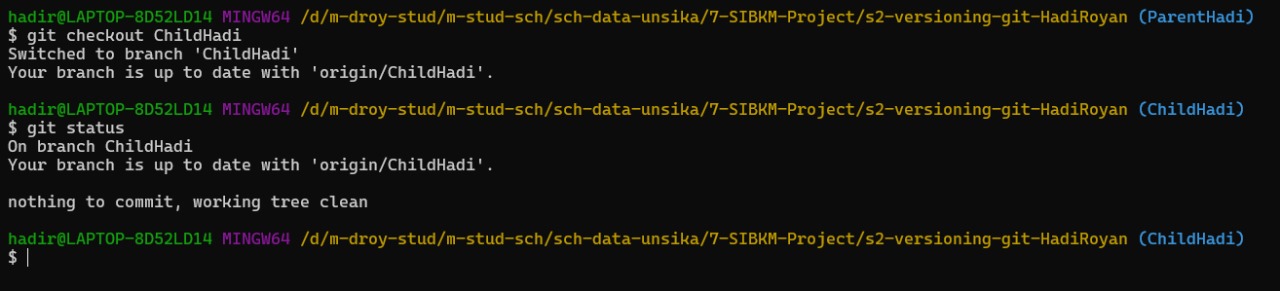 hadir@LAPTOP-8D52LD14 MINGW64 /d/m-droy-stud/m-stud-sch/sch-data-unsika/7-SIBKM-Project/s2-versioning-git-HadiRoyan (ParentHadi)
$ git checkout ChildHadi
Switched to branch 'ChildHadi'
Your branch is up to date with 'origin/ChildHadi'.
hadir@LAPTOP-8D52LD14 MINGW64 /d/m-droy-stud/m-stud-sch/sch-data-unsika/7-SIBKM-Project/s2-versioning-git-HadiRoyan (ChildHadi)
$ git status
On branch ChildHadi
Your branch is up to date with 'origin/ChildHadi'.
nothing to commit, working tree clean
hadir@LAPTOP-8D52LD14 MINGW64 /d/m-droy-stud/m-stud-sch/sch-data-unsika/7-SIBKM-Project/s2-versioning-git-HadiRoyan (ChildHadi)
$